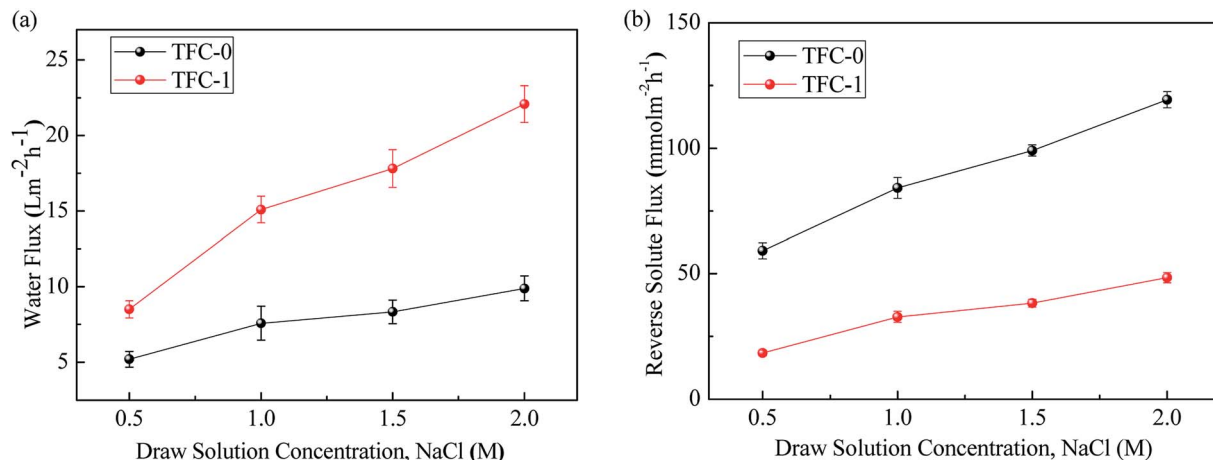 (a)
TFC-0
TFC-1
25
20
15
10
5
Water Flux (Lm⁻²h⁻¹)
0.5 1.0 1.5 2.0
Draw Solution Concentration, NaCl (M)
(b)
TFC-0
TFC-1
150
100
50
0
Reverse Solute Flux (mmolm⁻²h⁻¹)
0.5 1.0 1.5 2.0
Draw Solution Concentration, NaCl (M)